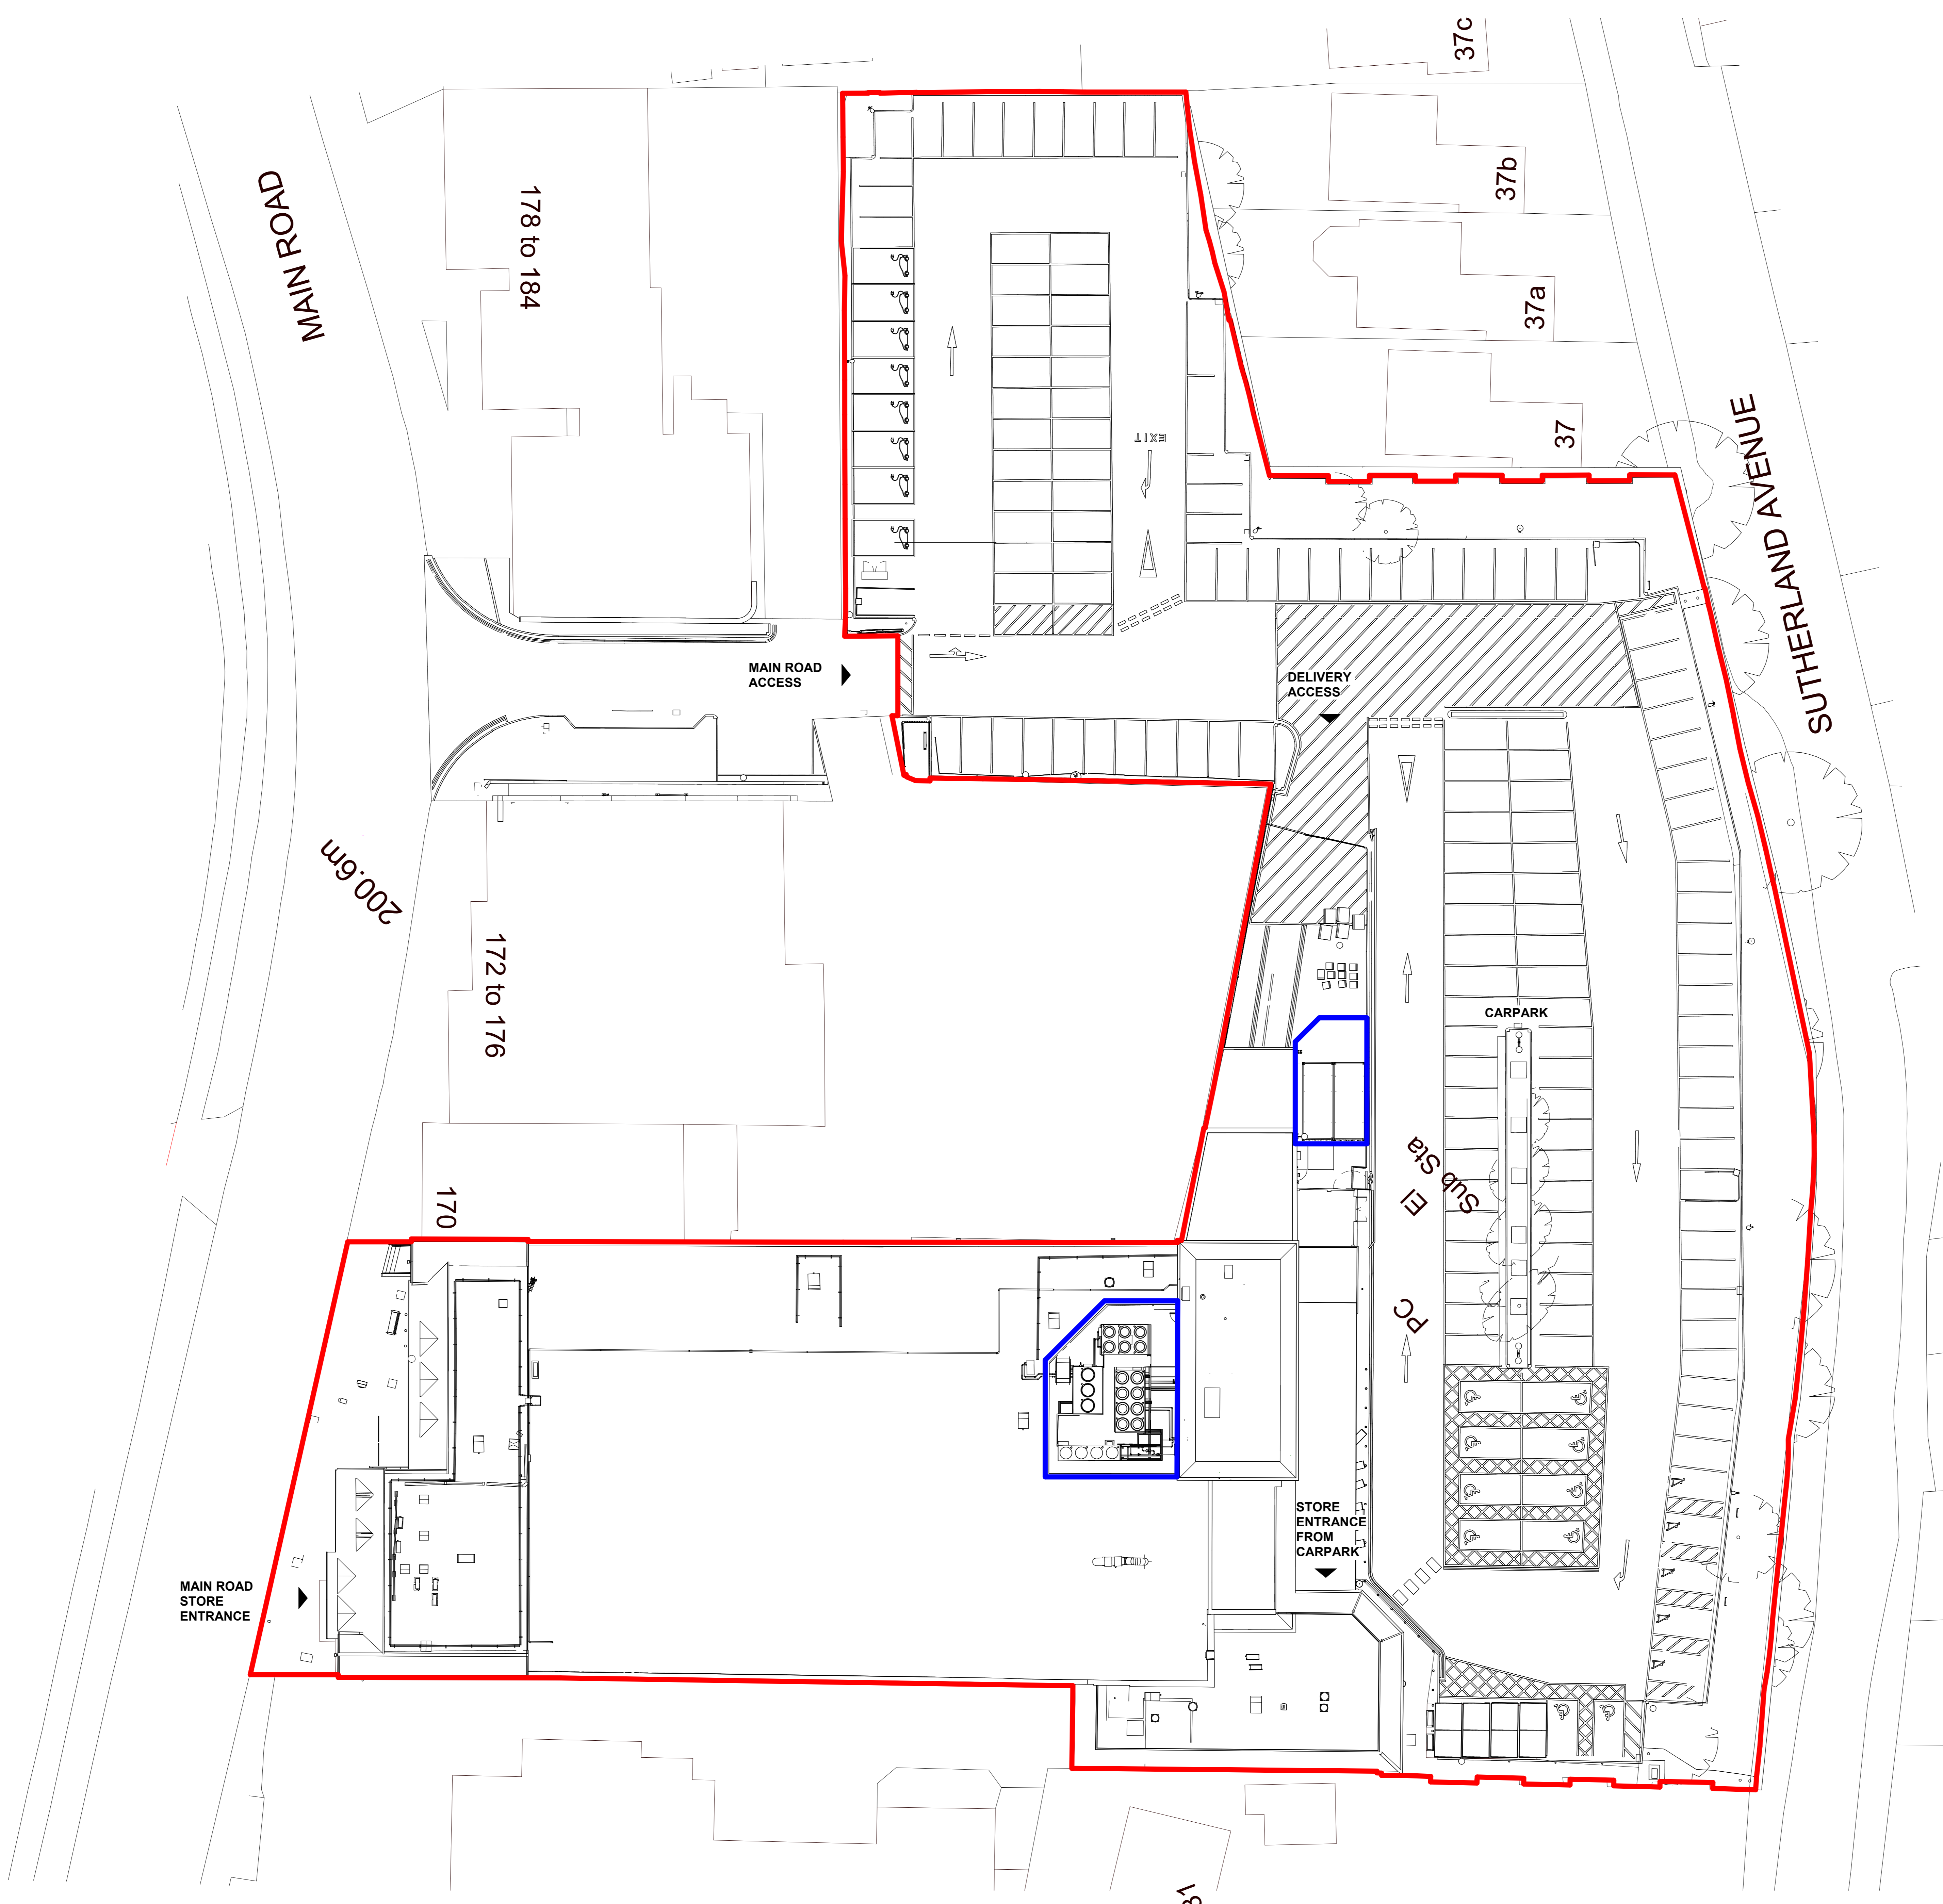 37c
37b
MAIN ROAD
178 to 184
37a
SUTHERLAND AVENUE
37
EXIT
MAIN ROAD
ACCESS
DELIVERY
ACCESS
200.6m
172 to 176
CARPARK
El
Sub Sta
170
PC
STORE
ENTRANCE
FROM
CARPARK
MAIN ROAD
STORE
ENTRANCE